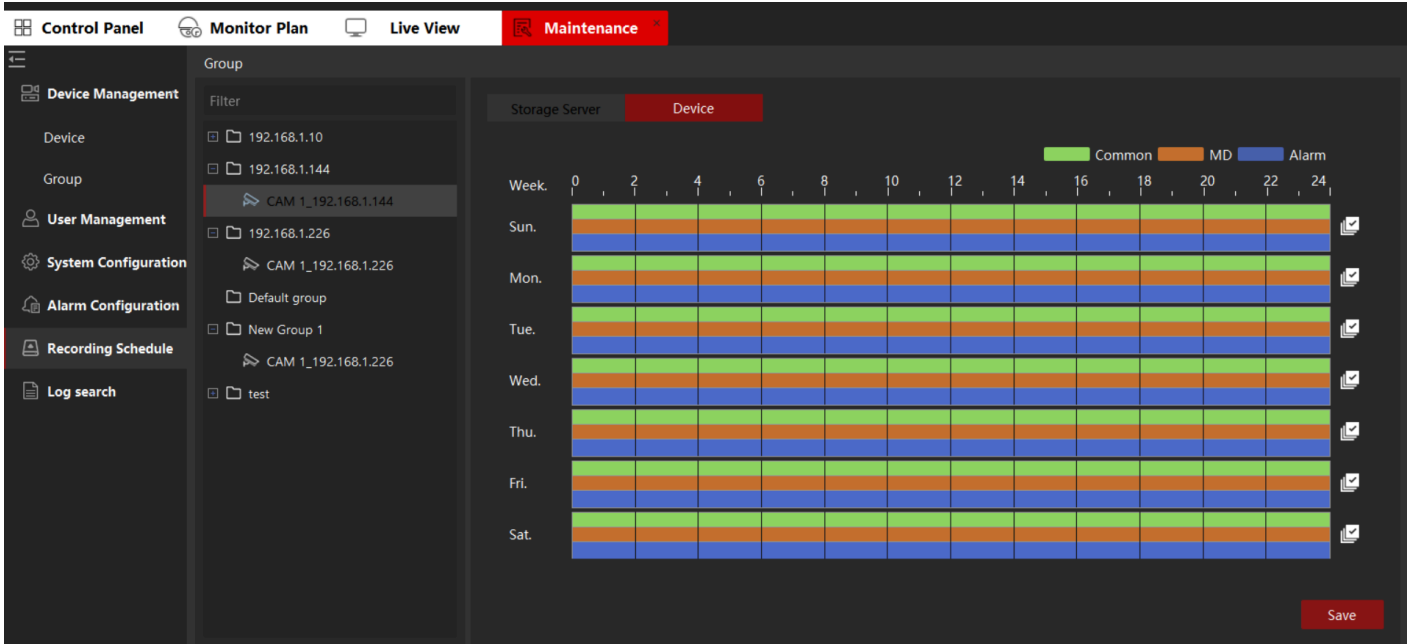 Control Panel Monitor Plan Live View Maintenance ×
Group
Device Management
Device
Group
User Management
System Configuration
Alarm Configuration
Recording Schedule
Log search
Filter
192.168.1.10
192.168.1.144
CAM 1_192.168.1.144
192.168.1.226
CAM 1_192.168.1.226
Default group
New Group 1
CAM 1_192.168.1.226
test
Storage Server Device
Common MD Alarm
Week. 0 2 4 6 8 10 12 14 16 18 20 22 24
Sun.
Mon.
Tue.
Wed.
Thu.
Fri.
Sat.
Save